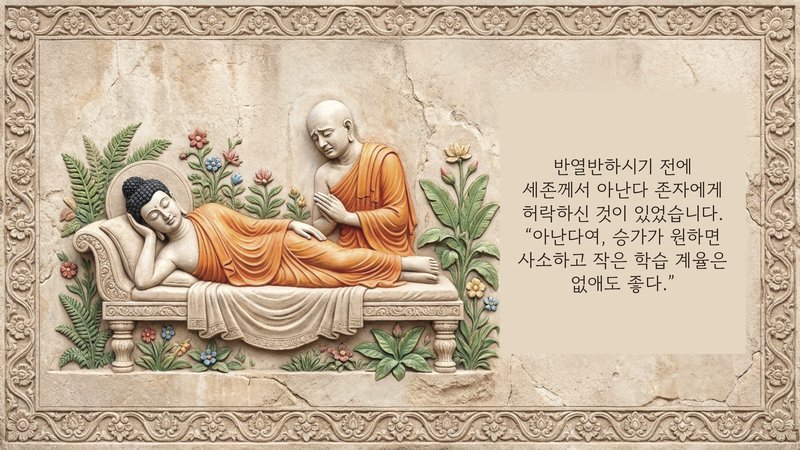 반열반하시기 전에
세존께서 아난다 존자에게
허락하신 것이 있었습니다.
“아난다여, 승가가 원하면
사소하고 작은 학습 계율은
없애도 좋다.”